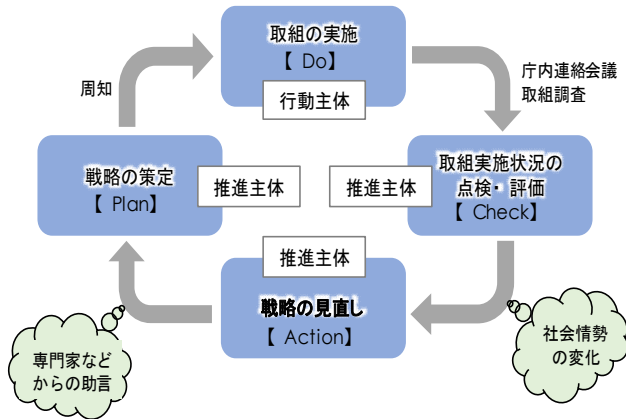 取組の実施
【 Do】
行動主体
周知
庁内連絡会議
取組調査
戦略の策定
【 Plan】
推進主体
推進主体
取組実施状況の
点検・評価
【 Check】
推進主体
戦略の見直し
【 Action】
専門家など
からの助言
社会情勢
の変化